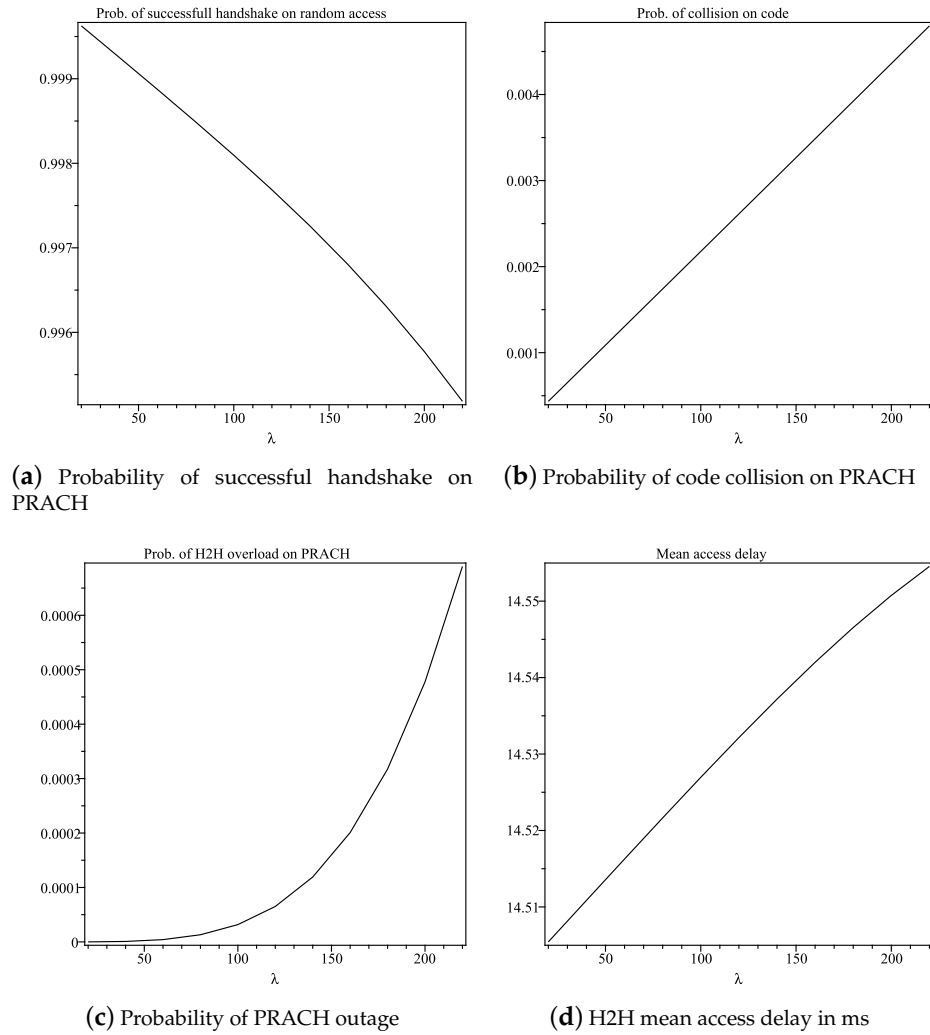 Prob. of successfull handshake on random access
0.999
0.998
0.997
0.996
50 100 150 200
λ
(a) Probability of successful handshake on
PRACH
Prob. of collision on code
0.004
0.003
0.002
0.001
50 100 150 200
λ
(b) Probability of code collision on PRACH
Prob. of H2H overload on PRACH
0.0006
0.0005
0.0004
0.0003
0.0002
0.0001
0
50 100 150 200
λ
(c) Probability of PRACH outage
Mean access delay
14.55
14.54
14.53
14.52
14.51
50 100 150 200
λ
(d) H2H mean access delay in ms